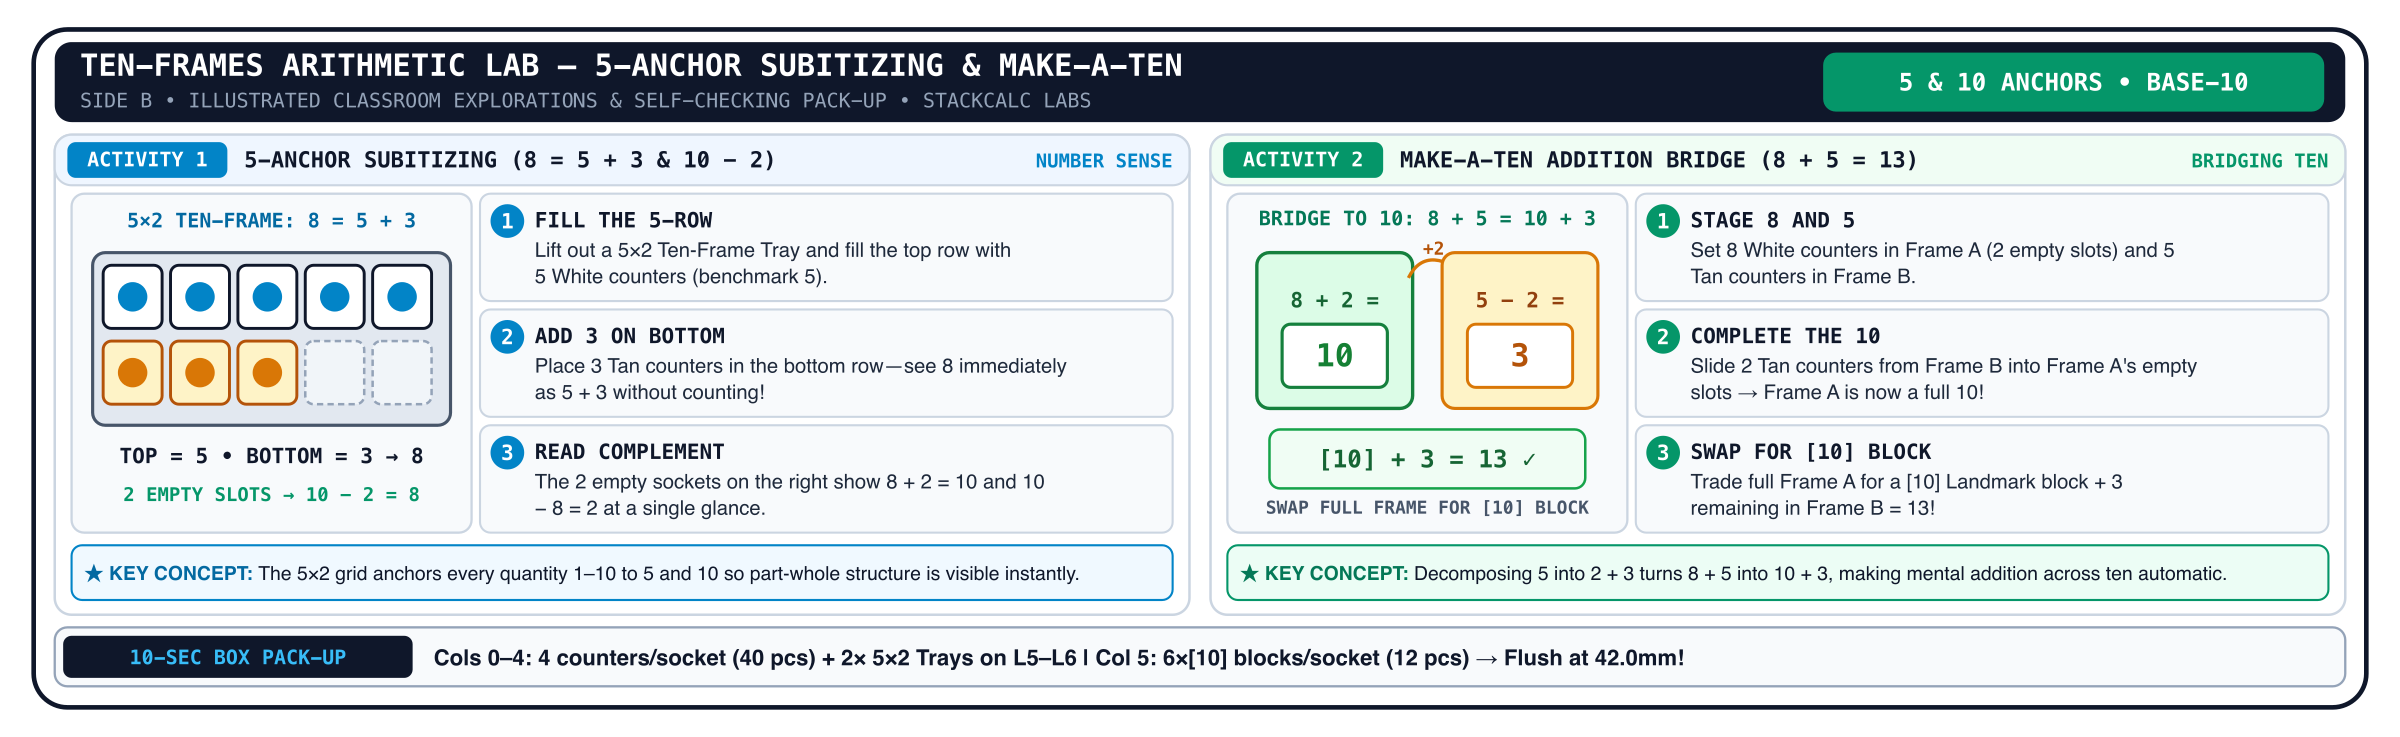 TEN–FRAMES ARITHMETIC LAB — 5–ANCHOR SUBITIZING & MAKE–A–TEN
SIDE B • ILLUSTRATED CLASSROOM EXPLORATIONS & SELF–CHECKING PACK–UP • STACKCALC LABS
5 & 10 ANCHORS • BASE–10
ACTIVITY 1
5–ANCHOR SUBITIZING (8 = 5 + 3 & 10 − 2)
NUMBER SENSE
5×2 TEN–FRAME: 8 = 5 + 3
TOP = 5 • BOTTOM = 3 → 8
2 EMPTY SLOTS → 10 − 2 = 8
1
FILL THE 5–ROW
Lift out a 5×2 Ten-Frame Tray and fill the top row with
5 White counters (benchmark 5).
2
ADD 3 ON BOTTOM
Place 3 Tan counters in the bottom row—see 8 immediately
as 5 + 3 without counting!
3
READ COMPLEMENT
The 2 empty sockets on the right show 8 + 2 = 10 and 10
− 8 = 2 at a single glance.
★ KEY CONCEPT: The 5×2 grid anchors every quantity 1–10 to 5 and 10 so part-whole structure is visible instantly.
ACTIVITY 2
MAKE–A–TEN ADDITION BRIDGE (8 + 5 = 13)
BRIDGING TEN
BRIDGE TO 10: 8 + 5 = 10 + 3
+2
8 + 2 =
10
5 − 2 =
3
[10] + 3 = 13 ✓
SWAP FULL FRAME FOR [10] BLOCK
1
STAGE 8 AND 5
Set 8 White counters in Frame A (2 empty slots) and 5
Tan counters in Frame B.
2
COMPLETE THE 10
Slide 2 Tan counters from Frame B into Frame A's empty
slots → Frame A is now a full 10!
3
SWAP FOR [10] BLOCK
Trade full Frame A for a [10] Landmark block + 3
remaining in Frame B = 13!
★ KEY CONCEPT: Decomposing 5 into 2 + 3 turns 8 + 5 into 10 + 3, making mental addition across ten automatic.
10–SEC BOX PACK–UP
Cols 0–4: 4 counters/socket (40 pcs) + 2× 5×2 Trays on L5–L6 | Col 5: 6×[10] blocks/socket (12 pcs) → Flush at 42.0mm!